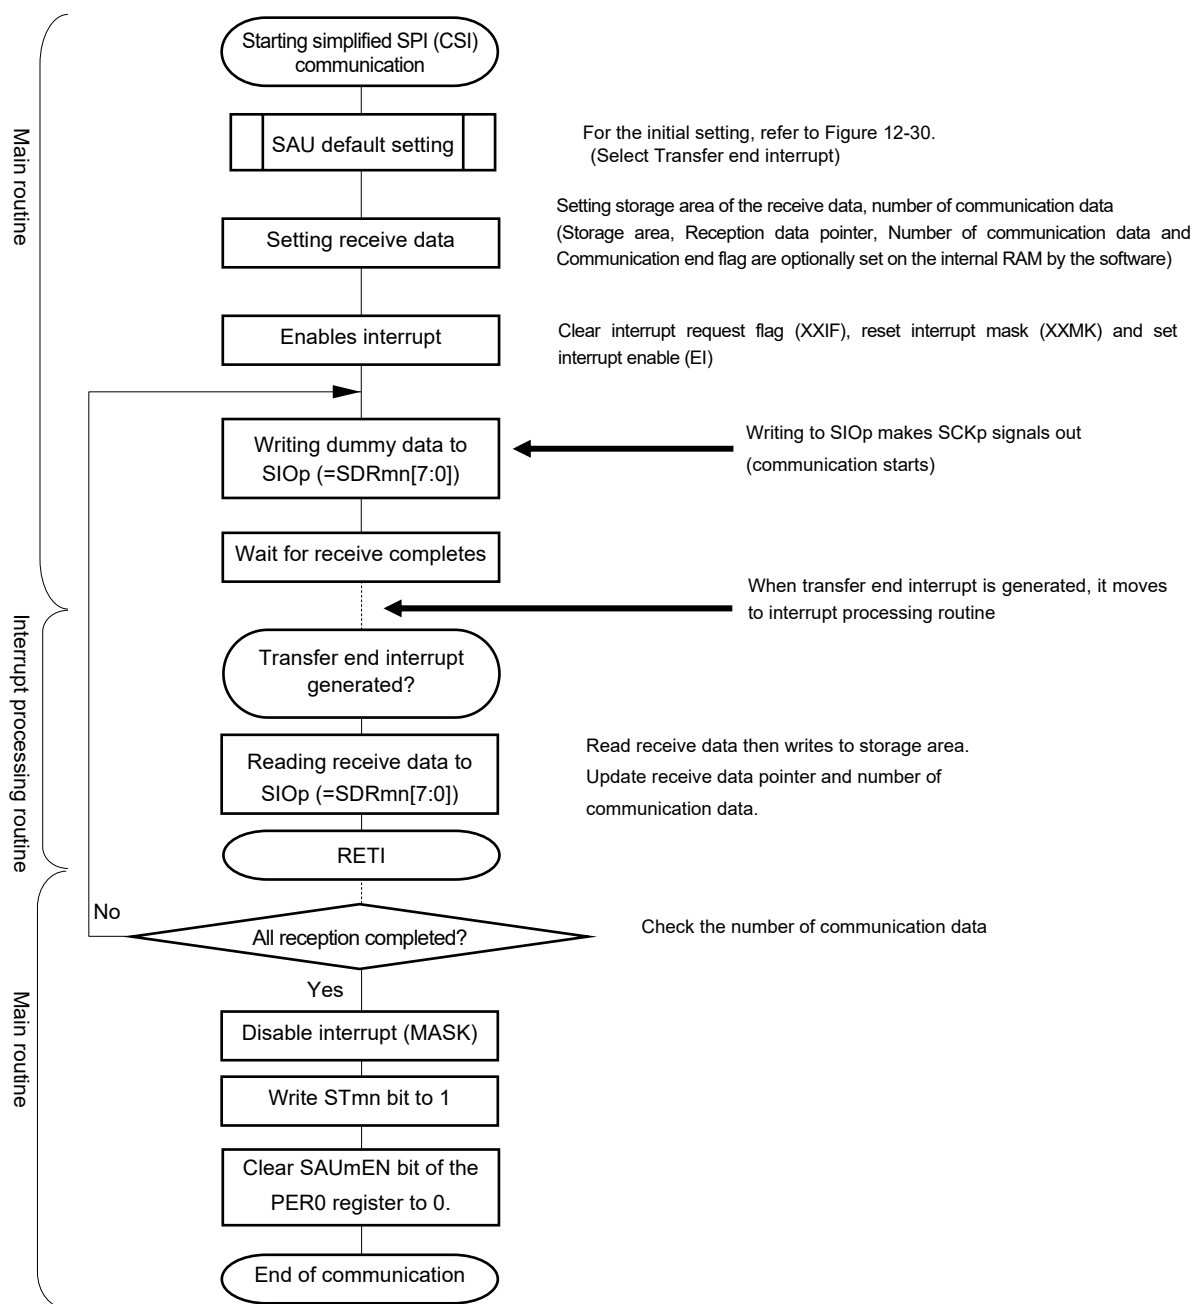 Starting simplified SPI (CSI)
communication
SAU default setting
For the initial setting, refer to Figure 12-30.
(Select Transfer end interrupt)
Main routine
Setting receive data
Setting storage area of the receive data, number of communication data
(Storage area, Reception data pointer, Number of communication data and
Communication end flag are optionally set on the internal RAM by the software)
Enables interrupt
Clear interrupt request flag (XXIF), reset interrupt mask (XXMK) and set
interrupt enable (EI)
Writing dummy data to
SIOp (=SDRmn[7:0])
Writing to SIOp makes SCKp signals out
(communication starts)
Wait for receive completes
When transfer end interrupt is generated, it moves
to interrupt processing routine
Interrupt processing routine
Transfer end interrupt
generated?
Reading receive data to
SIOp (=SDRmn[7:0])
Read receive data then writes to storage area.
Update receive data pointer and number of
communication data.
RETI
No
All reception completed?
Check the number of communication data
Yes
Main routine
Disable interrupt (MASK)
Write STmn bit to 1
Clear SAUmEN bit of the
PER0 register to 0.
End of communication